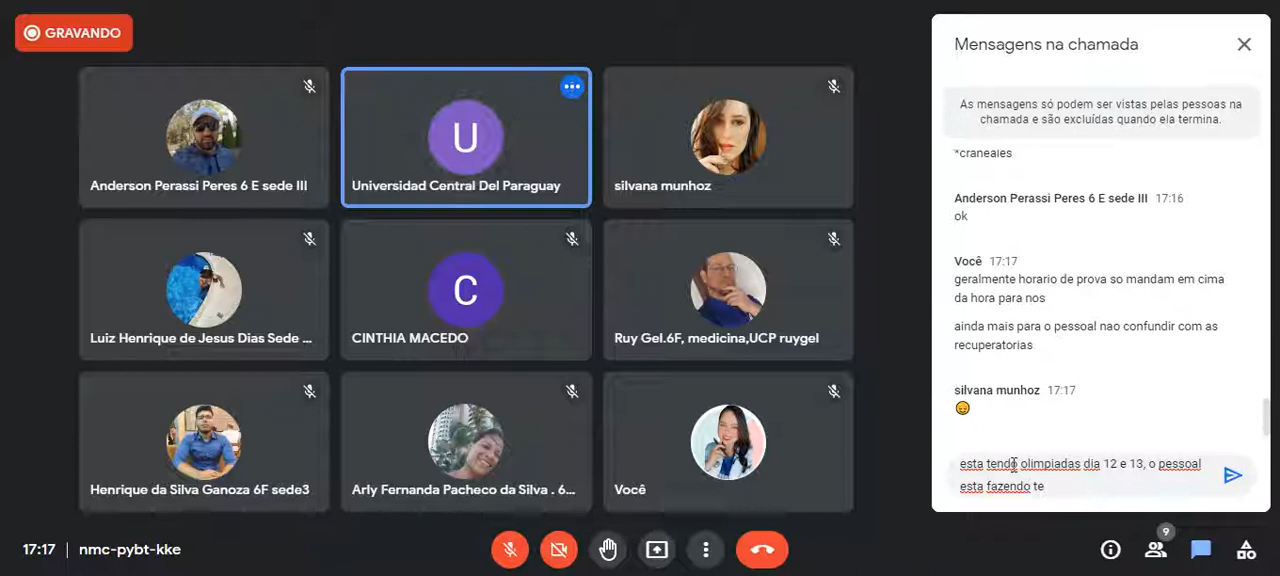 GRAVANDO
Anderson Perassi Peres 6 E sede III
U
Universidad Central Del Paraguay
silvana munhoz
Luiz Henrique de Jesus Dias Sede ...
C
CINTHIA MACEDO
Ruy Gel.6F, medicina,UCP ruygel
Henrique da Silva Ganoza 6F sede3
Arly Fernanda Pacheco da Silva . 6...
Você
Mensagens na chamada
As mensagens só podem ser vistas pelas pessoas na
chamada e são excluídas quando ela termina.
*craneales
Anderson Perassi Peres 6 E sede III 17:16
ok
Você 17:17
geralmente horario de prova so mandam em cima
da hora para nos
ainda mais para o pessoal nao confundir com as
recuperatorias
silvana munhoz 17:17
esta tendo olimpiadas dia 12 e 13, o pessoal
esta fazendo te
17:17 | nmc-pybt-kke
9